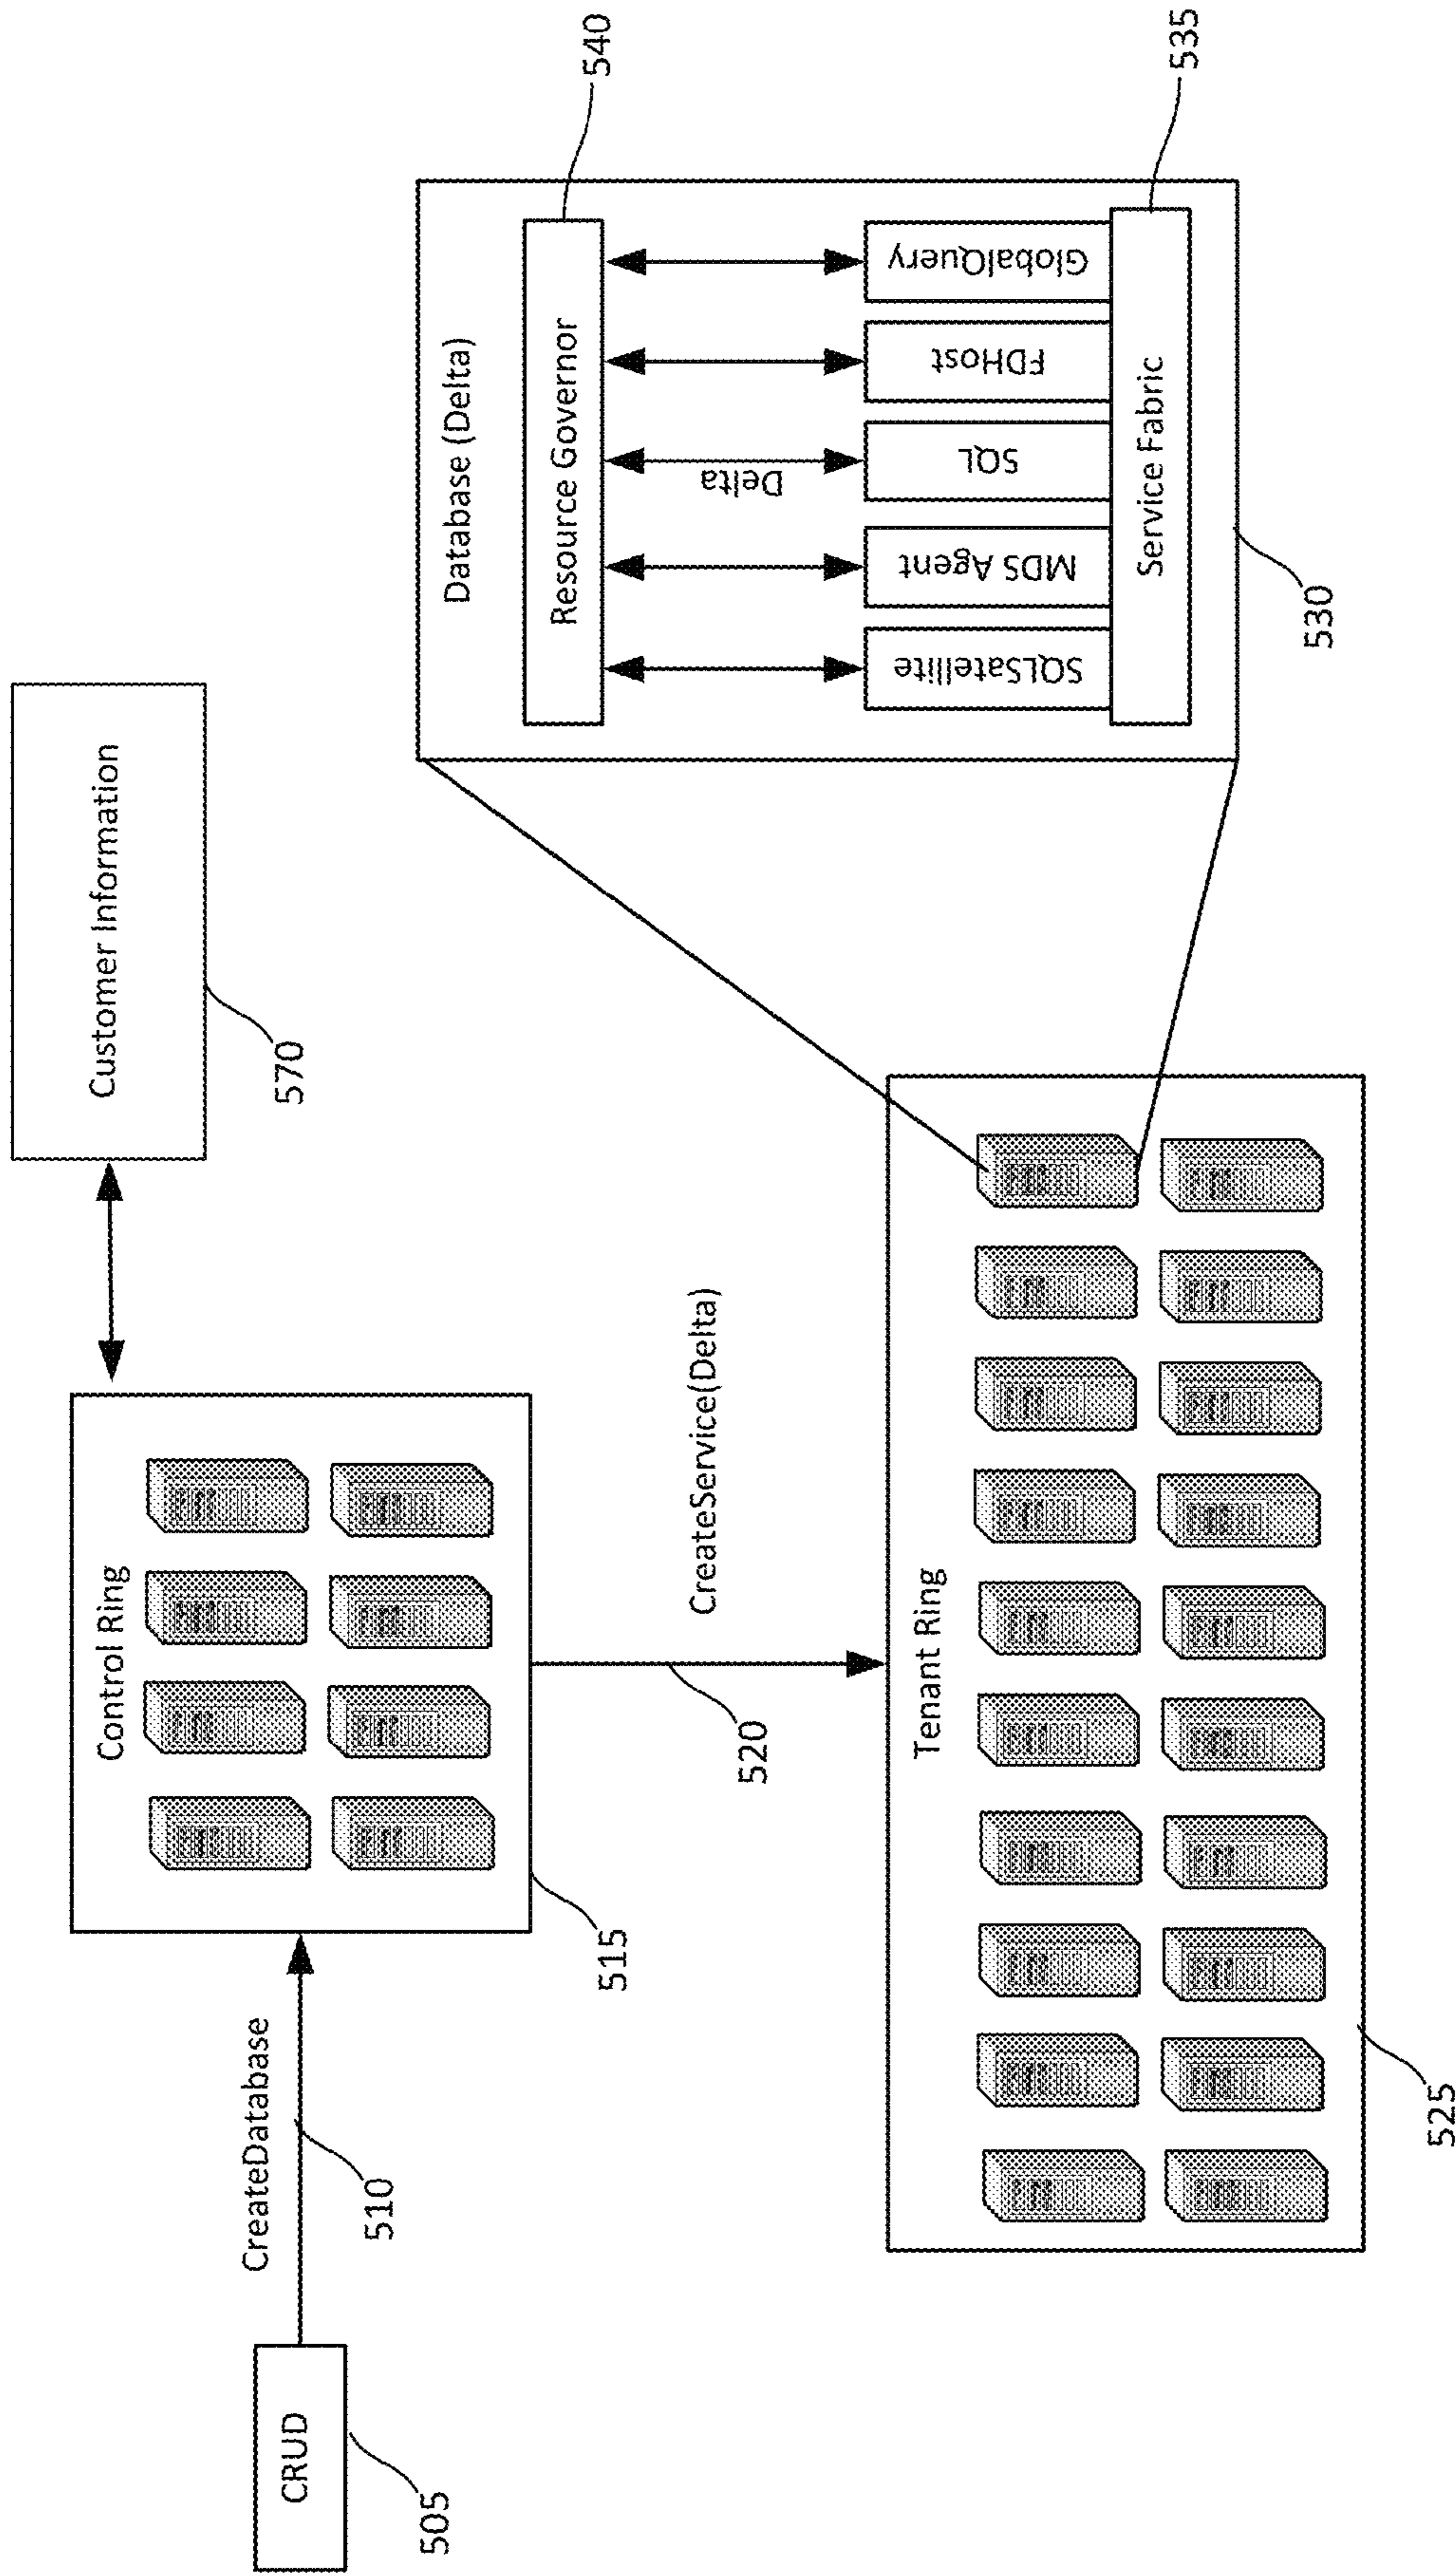 CRUD
505
CreateDatabase
510
Control Ring
515
Customer Information
570
CreateService(Delta)
520
Tenant Ring
525
Database (Delta)
Resource Governor
540
Delta
SQLSatellite
MDS Agent
SQL
FDHost
GlobalQuery
Service Fabric
535
530